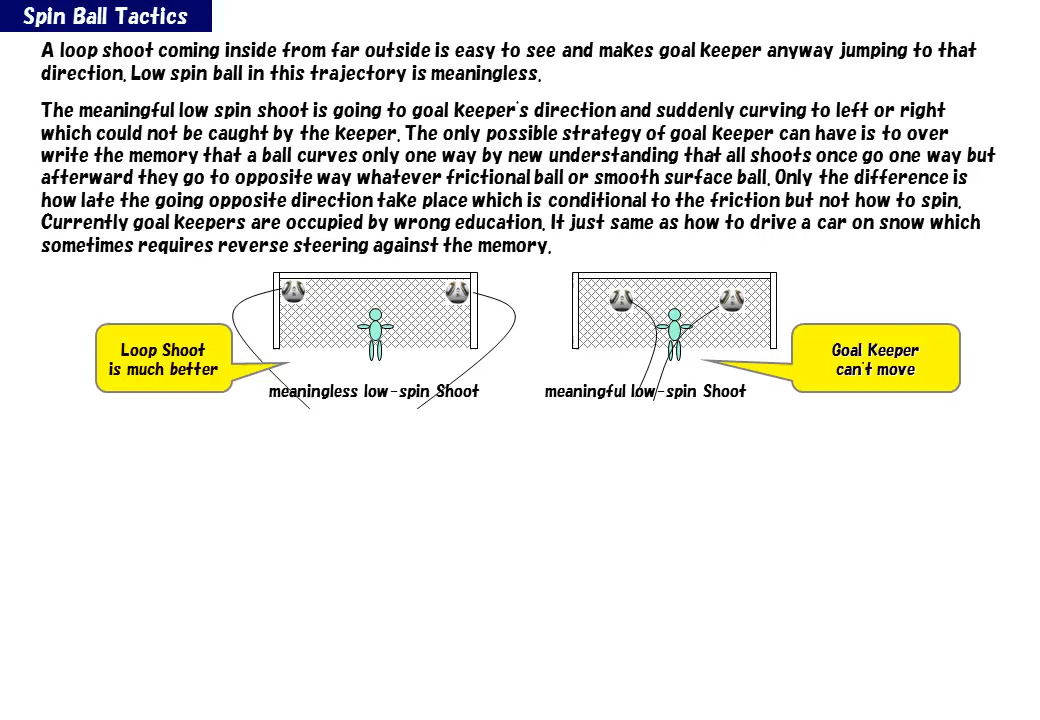 Spin Ball Tactics
A loop shoot coming inside from far outside is easy to see and makes goal keeper anyway jumping to that
direction. Low spin ball in this trajectory is meaningless.
The meaningful low spin shoot is going to goal keeper's direction and suddenly curving to left or right
which could not be caught by the keeper. The only possible strategy of goal keeper can have is to over
write the memory that a ball curves only one way by new understanding that all shoots once go one way but
afterward they go to opposite way whatever frictional ball or smooth surface ball. Only the difference is
how late the going opposite direction take place which is conditional to the friction but not how to spin.
Currently goal keepers are occupied by wrong education. It just same as how to drive a car on snow which
sometimes requires reverse steering against the memory.
Loop Shoot
is much better
Goal Keeper
can't move
meaningless low-spin Shoot
meaningful low-spin Shoot